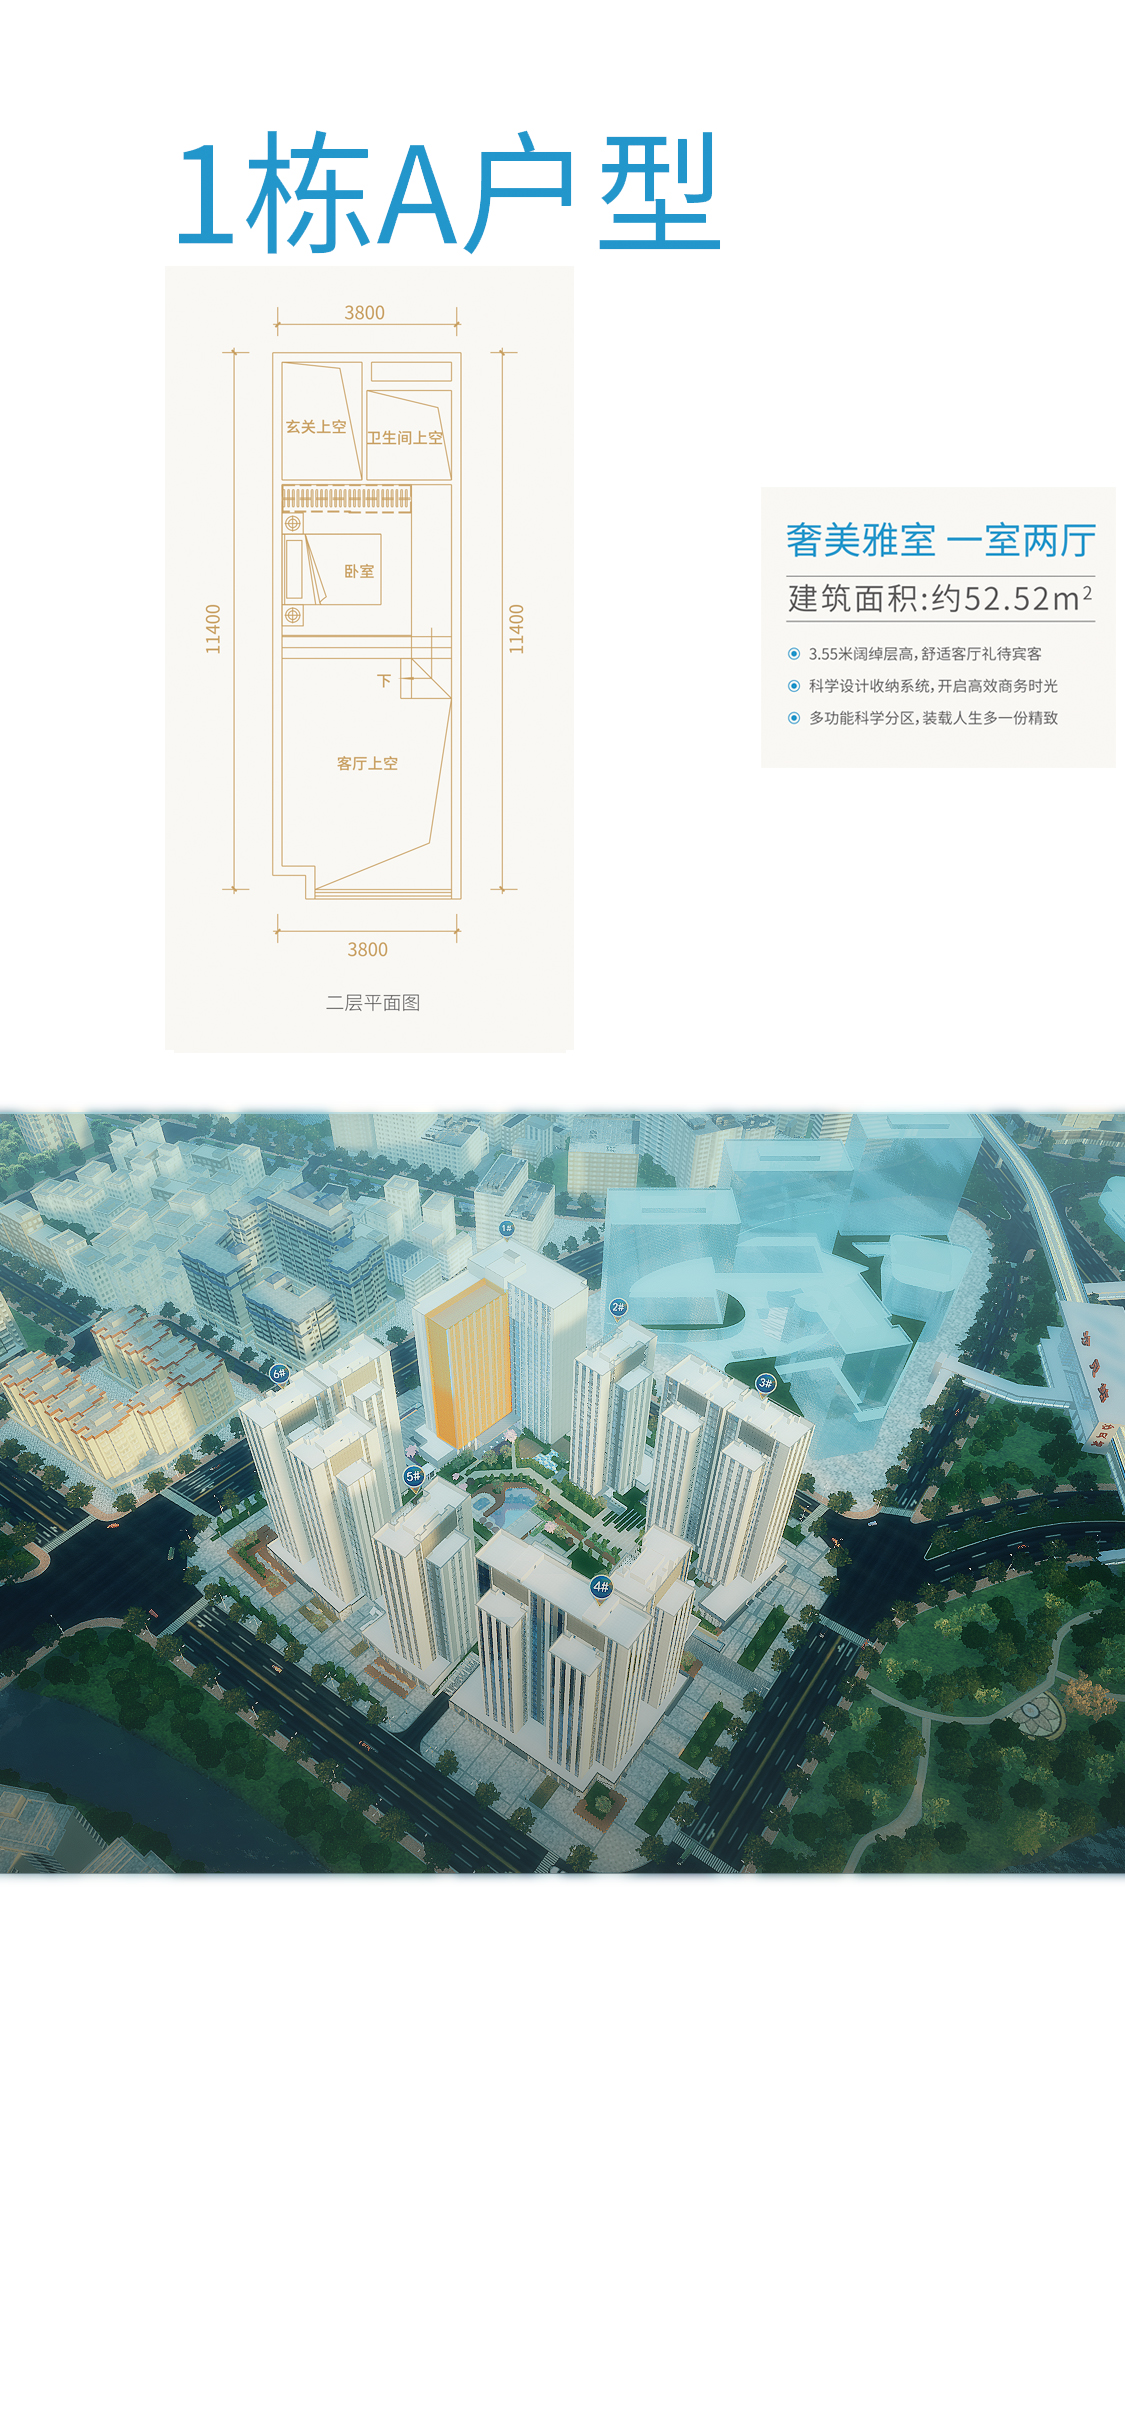 1栋A户型
3800
玄关上空
卫生间上空
卧室
11400
11400
下
客厅上空
3800
二层平面图
奢美雅室 一室两厅
建筑面积:约52.52m²
3.55米阔绰层高,舒适客厅礼待宾客
科学设计收纳系统,开启高效商务时光
多功能科学分区,装载人生多一份精致
1#
2#
6#
3#
5#
4#